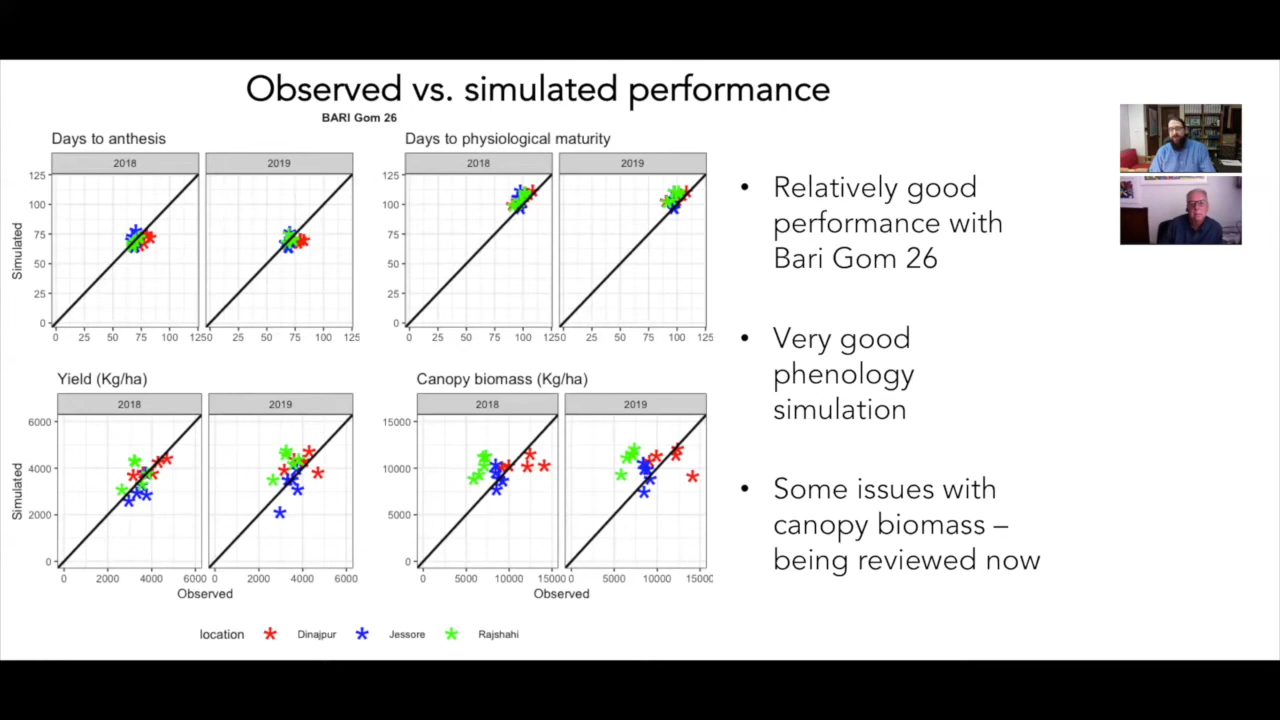 Observed vs. simulated performance
BARI Gom 26
Days to anthesis
2018
2019
125
100
75
50
25
0
Simulated
0 25 50 75 100 125
25 50 75 100 125
Days to physiological maturity
2018
2019
125
100
75
50
25
0
0 25 50 75 100 125
25 50 75 100 125
Yield (Kg/ha)
2018
2019
6000
4000
2000
0
Simulated
0 2000 4000 6000
0 2000 4000 6000
Observed
Canopy biomass (Kg/ha)
2018
2019
15000
10000
5000
0
0 5000 10000 15000
0 5000 10000 15000
Observed
location Dinajpur Jessore Rajshahi
• Relatively good
performance with
Bari Gom 26
• Very good
phenology
simulation
• Some issues with
canopy biomass –
being reviewed now